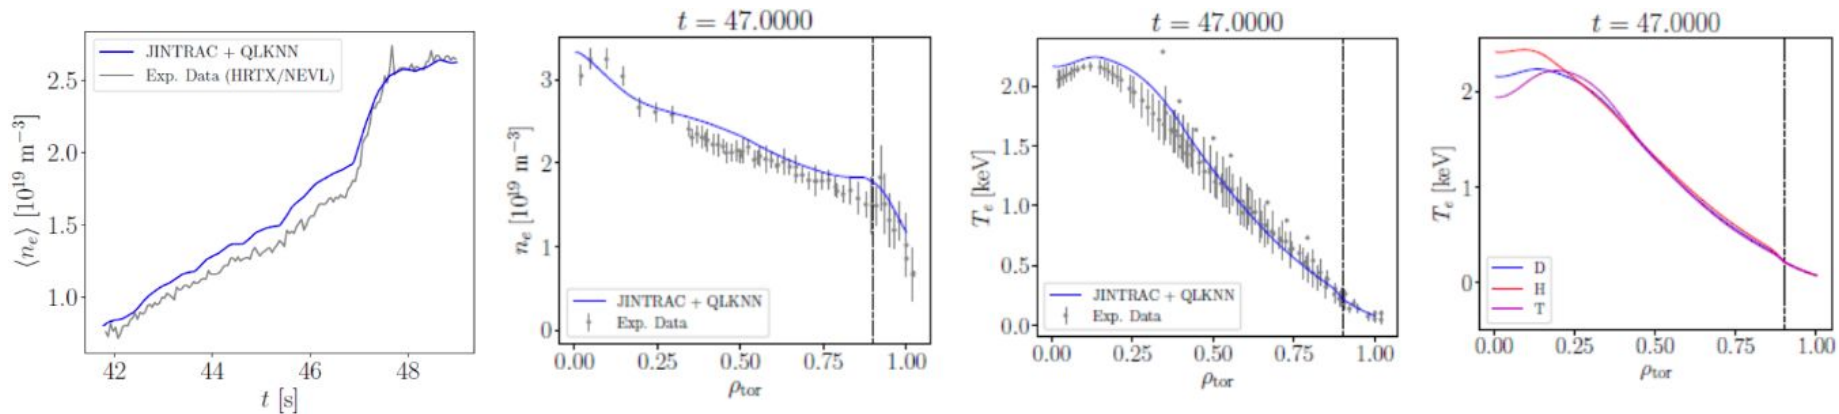 JINTRAC + QLKNN
Exp. Data (HRTX/NEVL)
⟨n_e⟩ [10^19 m^−3]
2.5
2.0
1.5
1.0
42 44 46 48
t [s]
t = 47.0000
n_e [10^19 m^−3]
3
2
1
0
JINTRAC + QLKNN
Exp. Data
0.00 0.25 0.50 0.75 1.00
ρ_tor
t = 47.0000
T_e [keV]
2.0
1.5
1.0
0.5
0.0
JINTRAC + QLKNN
Exp. Data
0.00 0.25 0.50 0.75 1.00
ρ_tor
t = 47.0000
T_e [keV]
2
1
0
D
H
T
0.00 0.25 0.50 0.75 1.00
ρ_tor